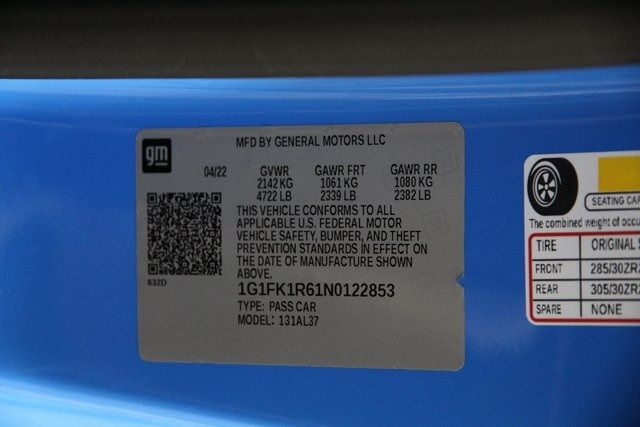 MFD BY GENERAL MOTORS LLC
gm
04/22 GVWR GAWR FRT GAWR RR
2142 KG 1061 KG 1080 KG
4722 LB 2339 LB 2382 LB
THIS VEHICLE CONFORMS TO ALL
APPLICABLE U.S. FEDERAL MOTOR
VEHICLE SAFETY, BUMPER, AND THEFT
PREVENTION STANDARDS IN EFFECT ON
THE DATE OF MANUFACTURE SHOWN
ABOVE.
632D
1G1FK1R61N0122853
TYPE: PASS CAR
MODEL: 131AL37
SEATING
The combined weight of
TIRE ORIGINAL
FRONT 285/30ZR
REAR 305/30ZR
SPARE NONE